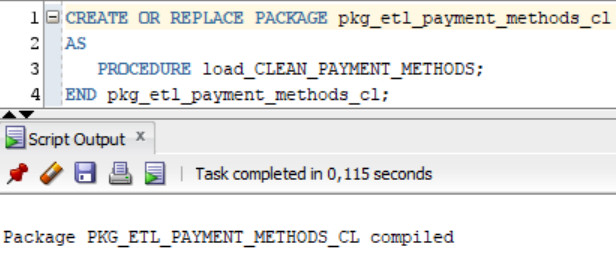 1 CREATE OR REPLACE PACKAGE pkg_etl_payment_methods_cl
2 AS
3 PROCEDURE load_CLEAN_PAYMENT_METHODS;
4 END pkg_etl_payment_methods_cl;
Script Output x
Task completed in 0,115 seconds
Package PKG_ETL_PAYMENT_METHODS_CL compiled